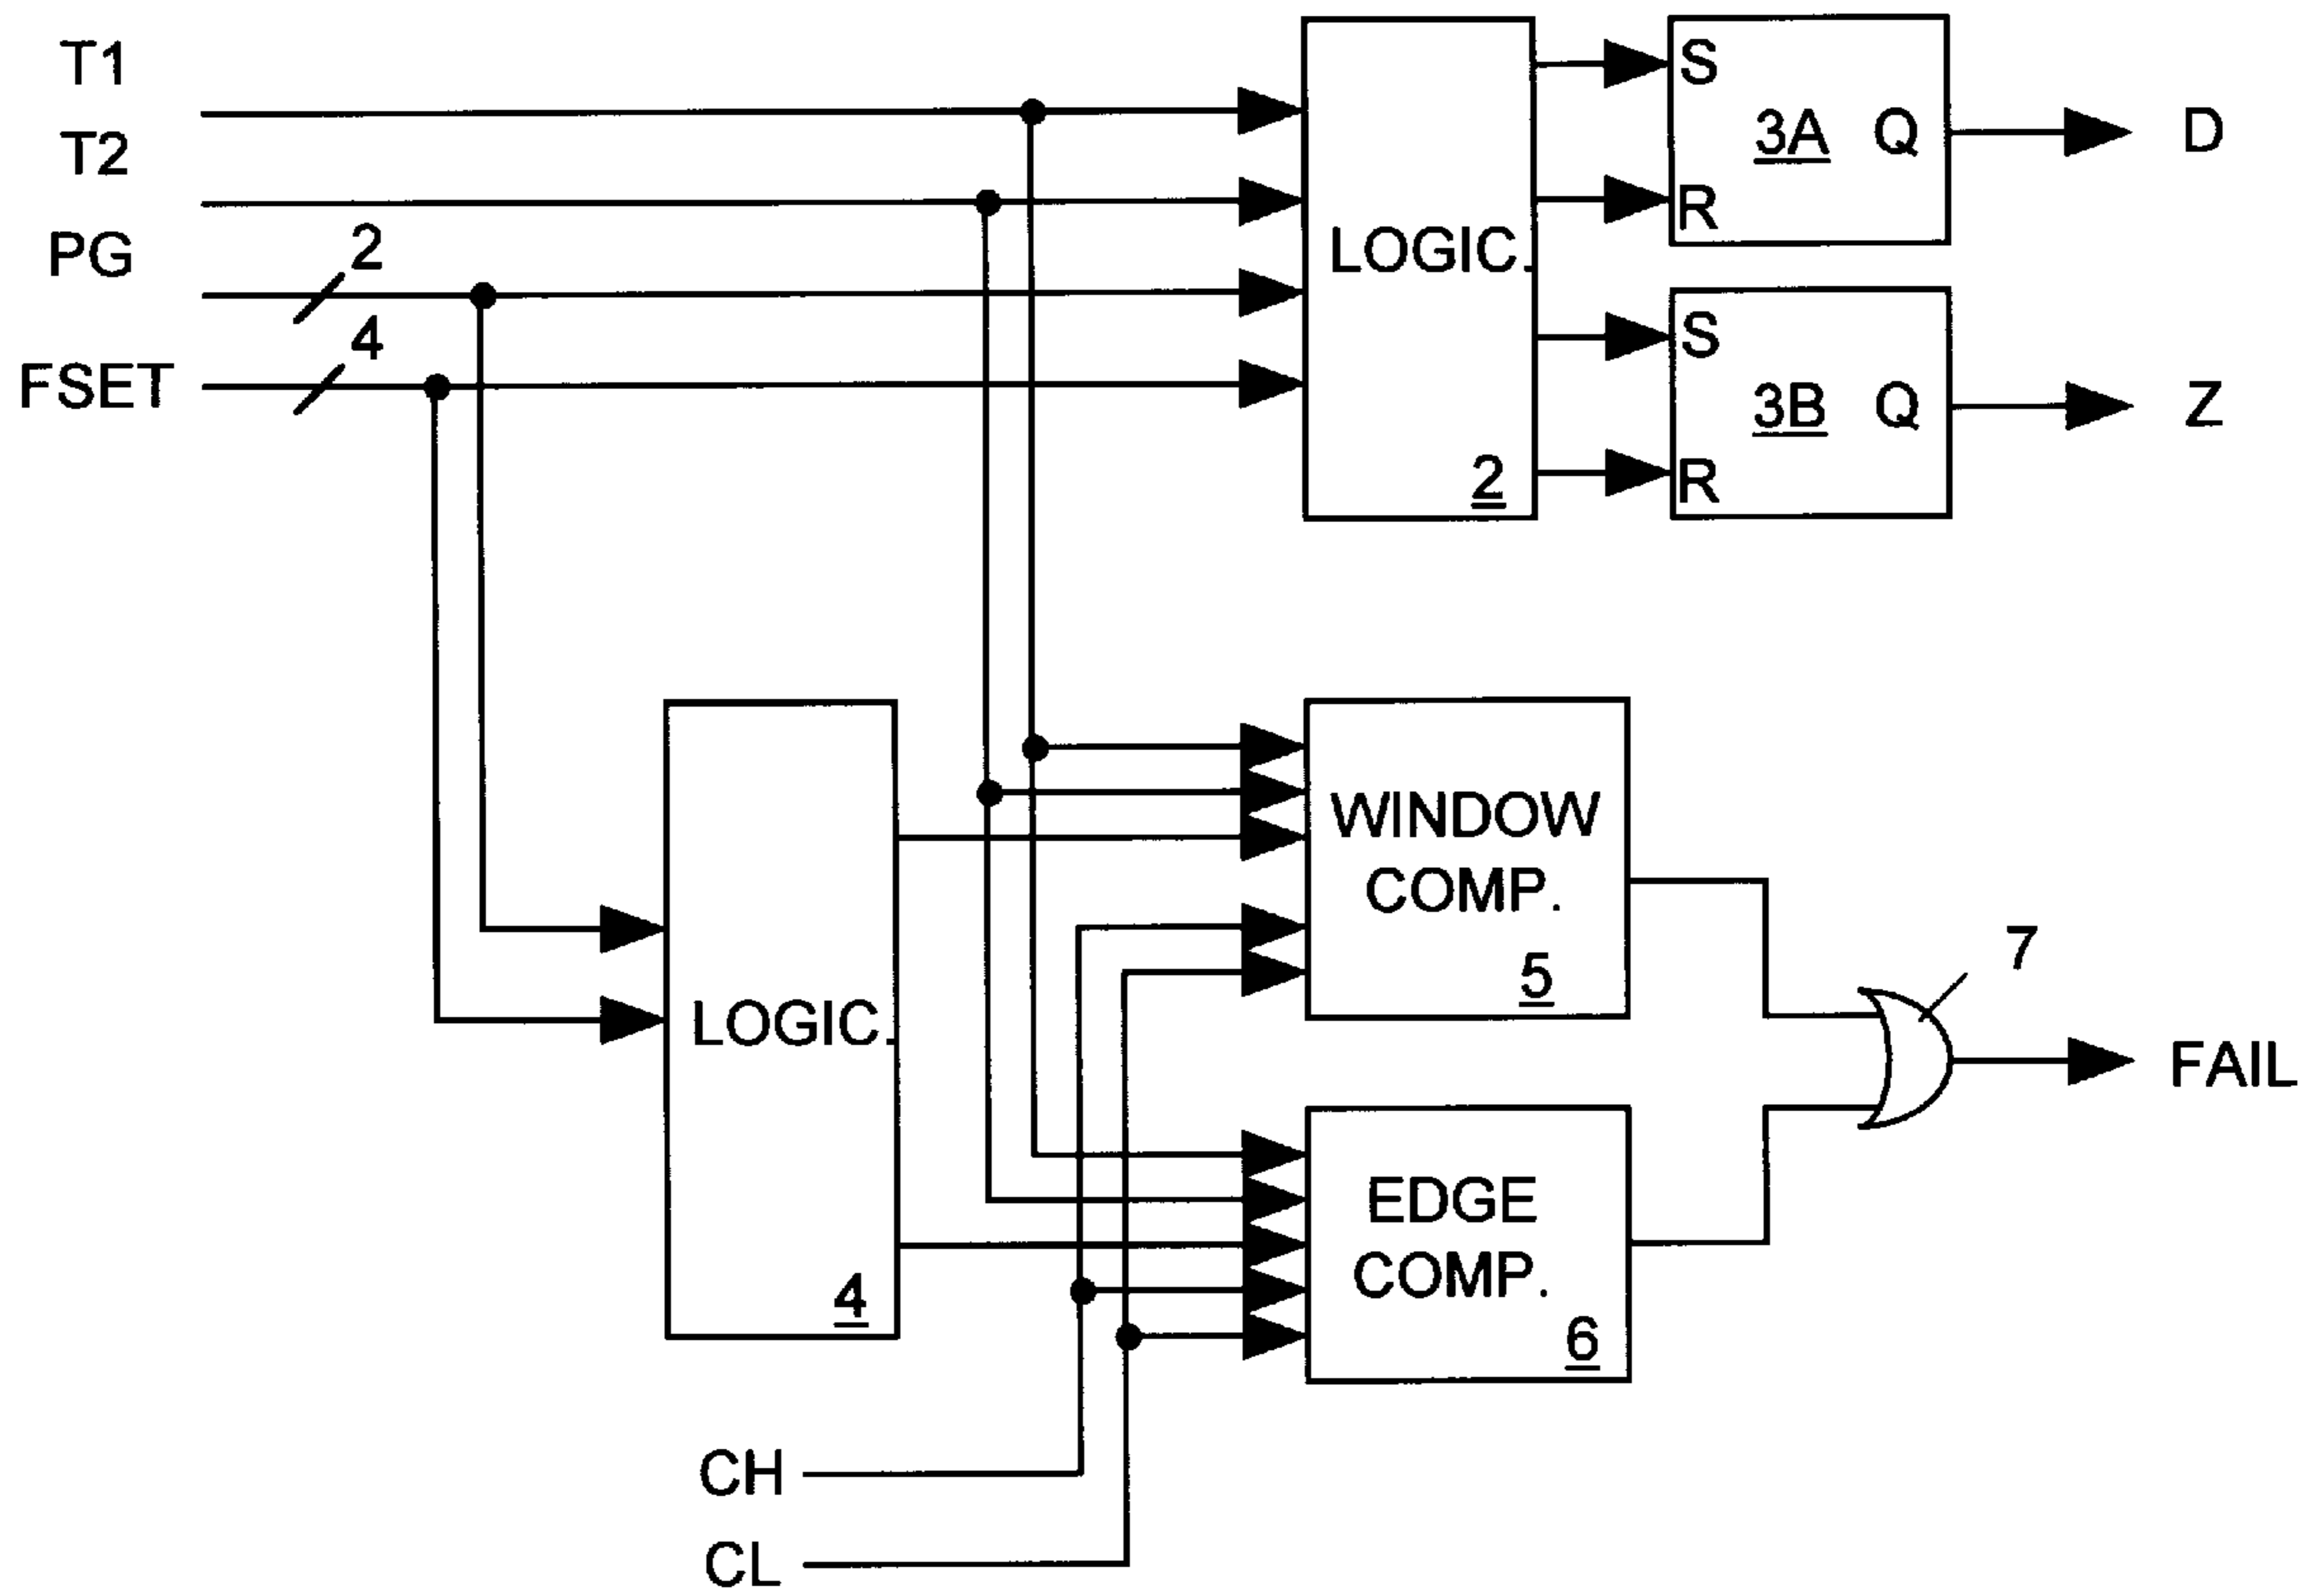 T1
T2
PG
2
4
FSET
LOGIC.
2
S
3A
Q
R
D
S
3B
Q
R
Z
LOGIC.
4
WINDOW
COMP.
5
EDGE
COMP.
6
7
FAIL
CH
CL